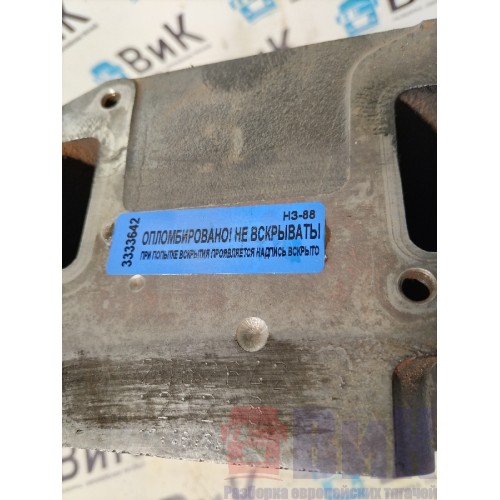 ВиК
ВиК
НЗ-88
3333642
ОПЛОМБИРОВАНО! НЕ ВСКРЫВАТЬ!
ПРИ ПОПЫТКЕ ВСКРЫТИЯ ПРОЯВЛЯЕТСЯ НАДПИСЬ ВСКРЫТО
ВиК
ВиК
Разборка европейских тягачей